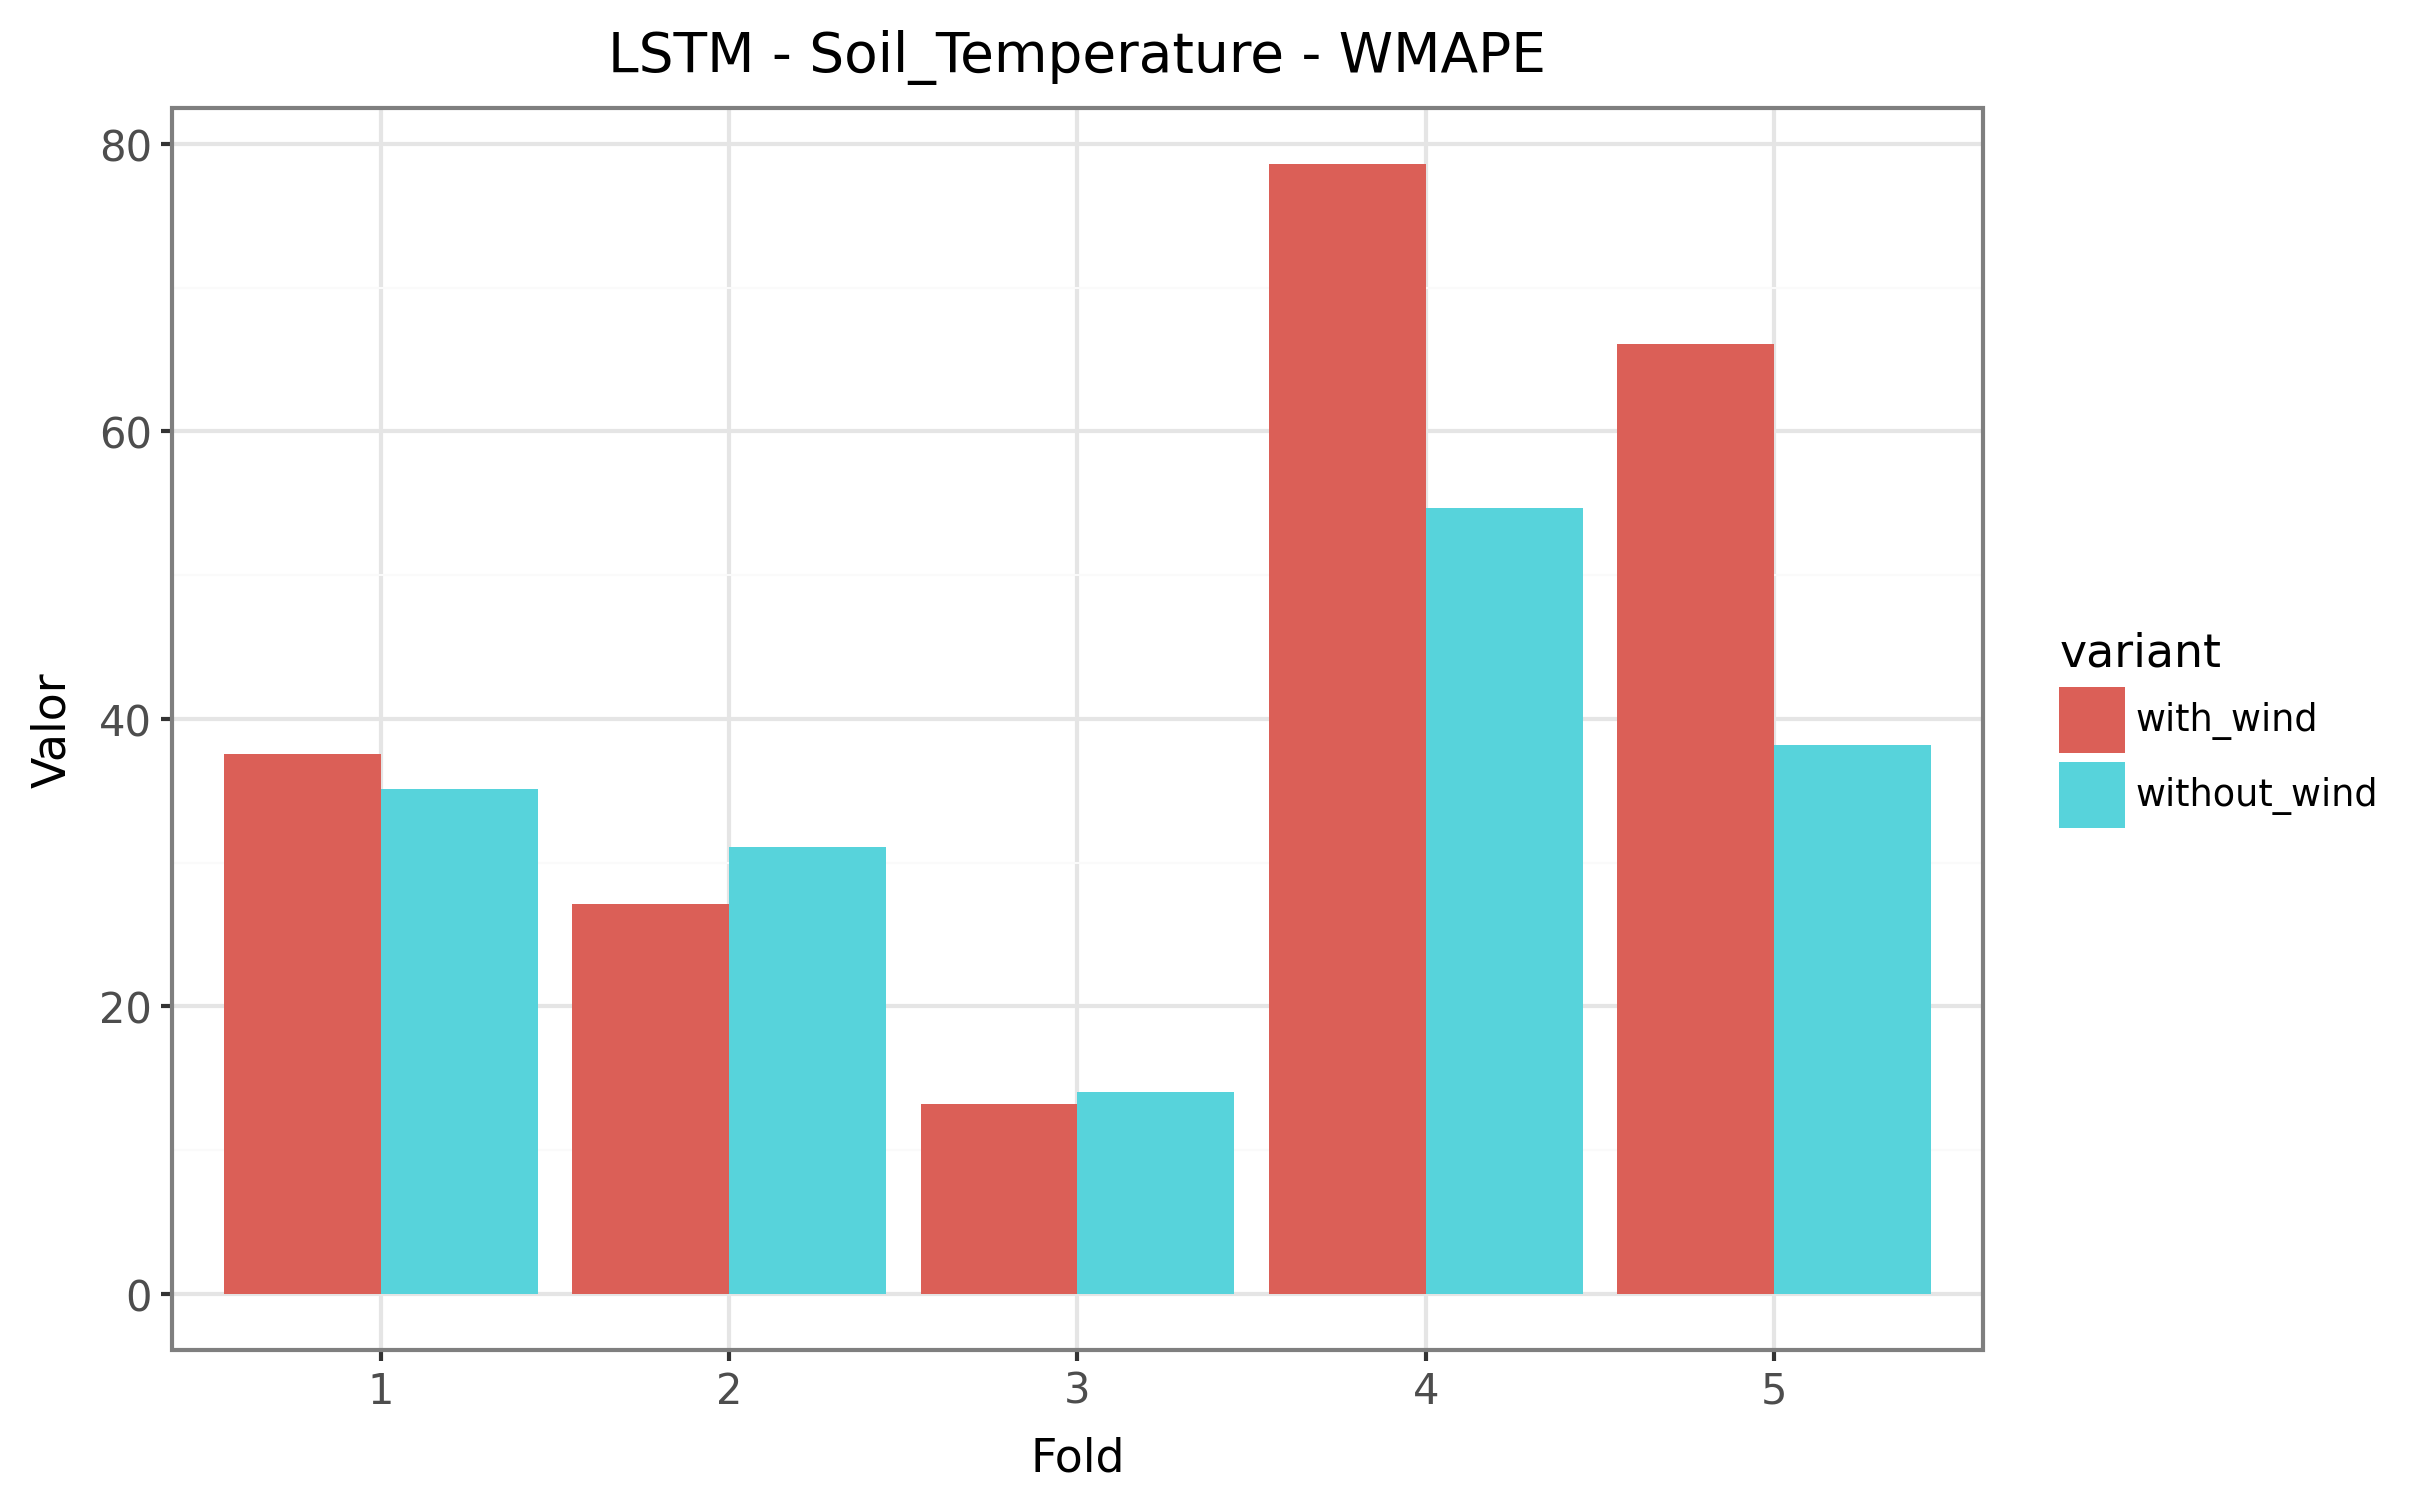 LSTM - Soil_Temperature - WMAPE
80
60
40
20
0
Valor
1 2 3 4 5
Fold
variant
with_wind
without_wind